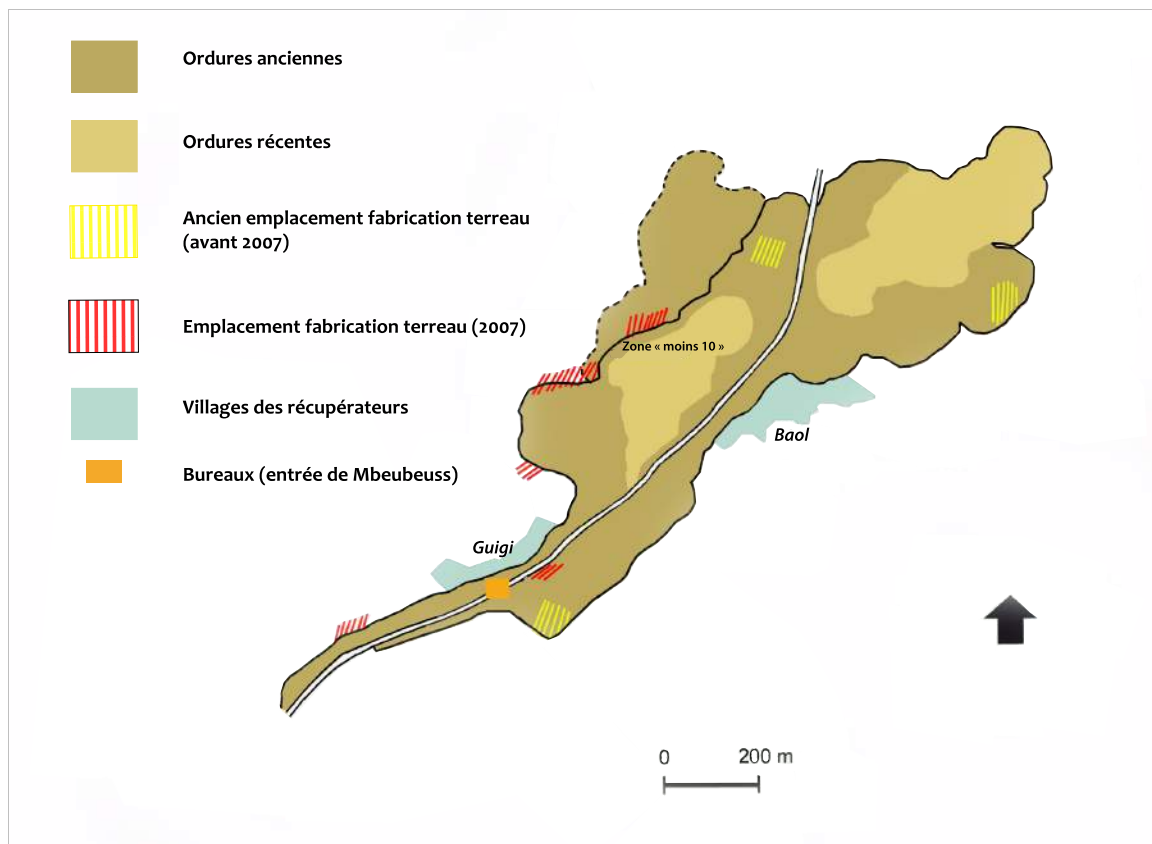 Ordures anciennes
Ordures récentes
Ancien emplacement fabrication terreau
(avant 2007)
Emplacement fabrication terreau (2007)
Villages des récupérateurs
Bureaux (entrée de Mbeubeuss)
Zone « moins 10 »
Baol
Guigi
0 200 m